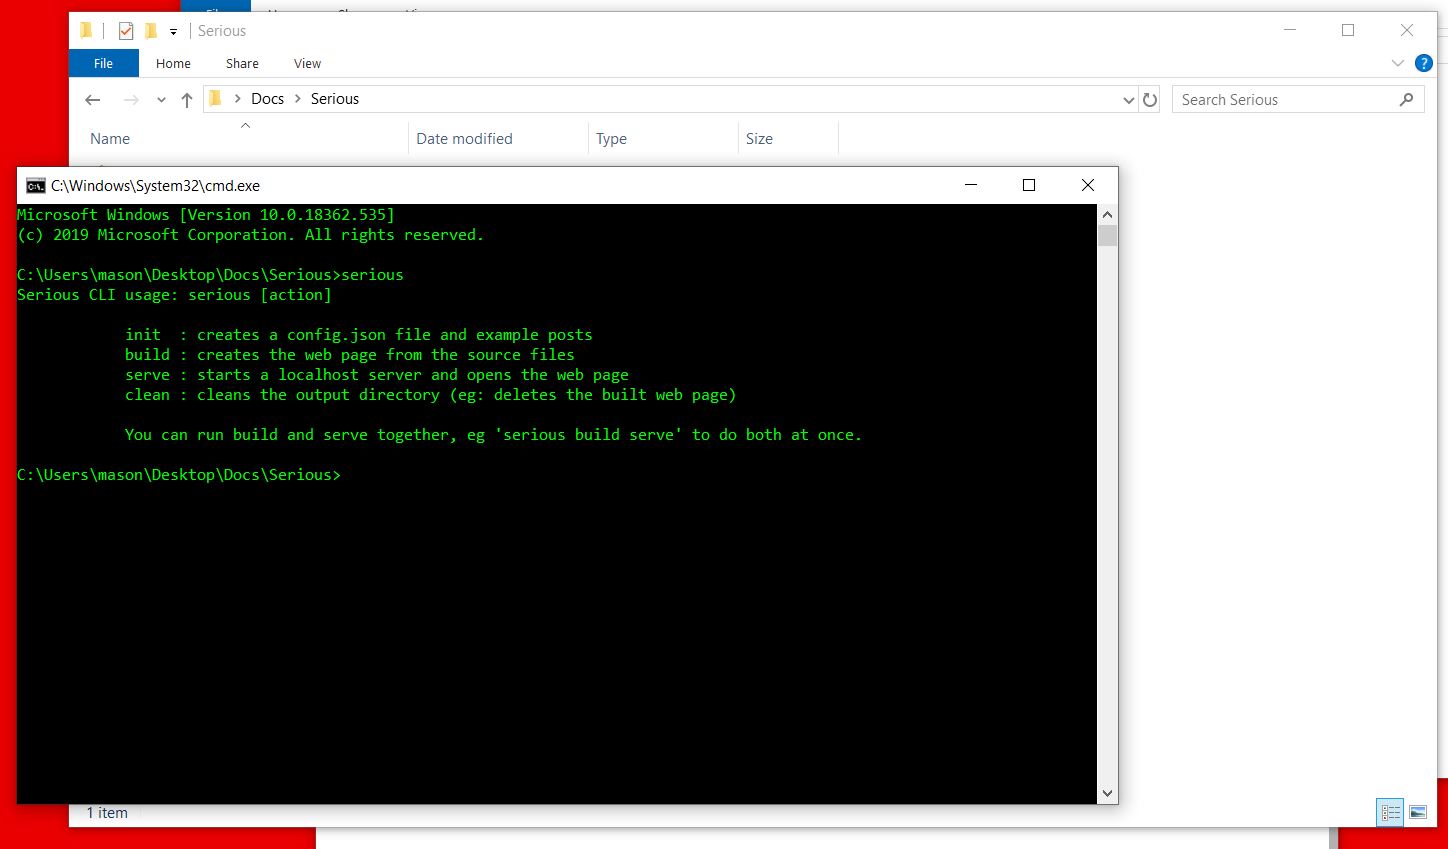 Serious
File
Home
Share
View
Docs
Serious
Search Serious
Name
Date modified
Type
Size
C:\Windows\System32\cmd.exe
Microsoft Windows [Version 10.0.18362.535]
(c) 2019 Microsoft Corporation. All rights reserved.
C:\Users\mason\Desktop\Docs\Serious>serious
Serious CLI usage: serious [action]
init  : creates a config.json file and example posts
build : creates the web page from the source files
serve : starts a localhost server and opens the web page
clean : cleans the output directory (eg: deletes the built web page)
You can run build and serve together, eg 'serious build serve' to do both at once.
C:\Users\mason\Desktop\Docs\Serious>
1 item